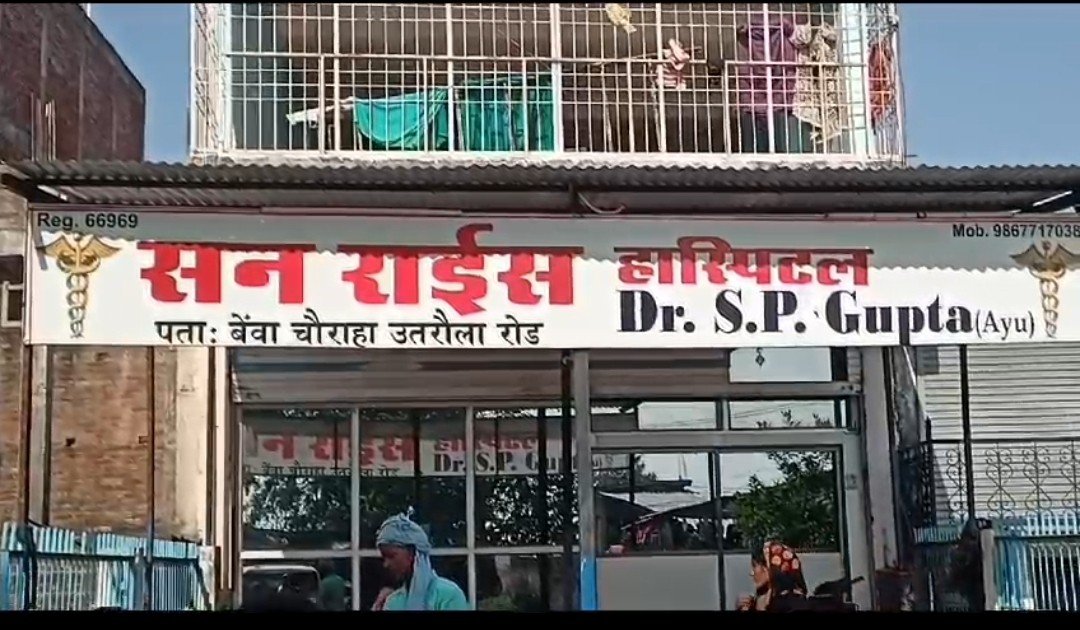 Reg. 66969
Mob. 9867717038
सन राईस हास्पिटल
Dr. S.P. Gupta (Ayu)
पता: बेंवा चौराहा उतरौला रोड